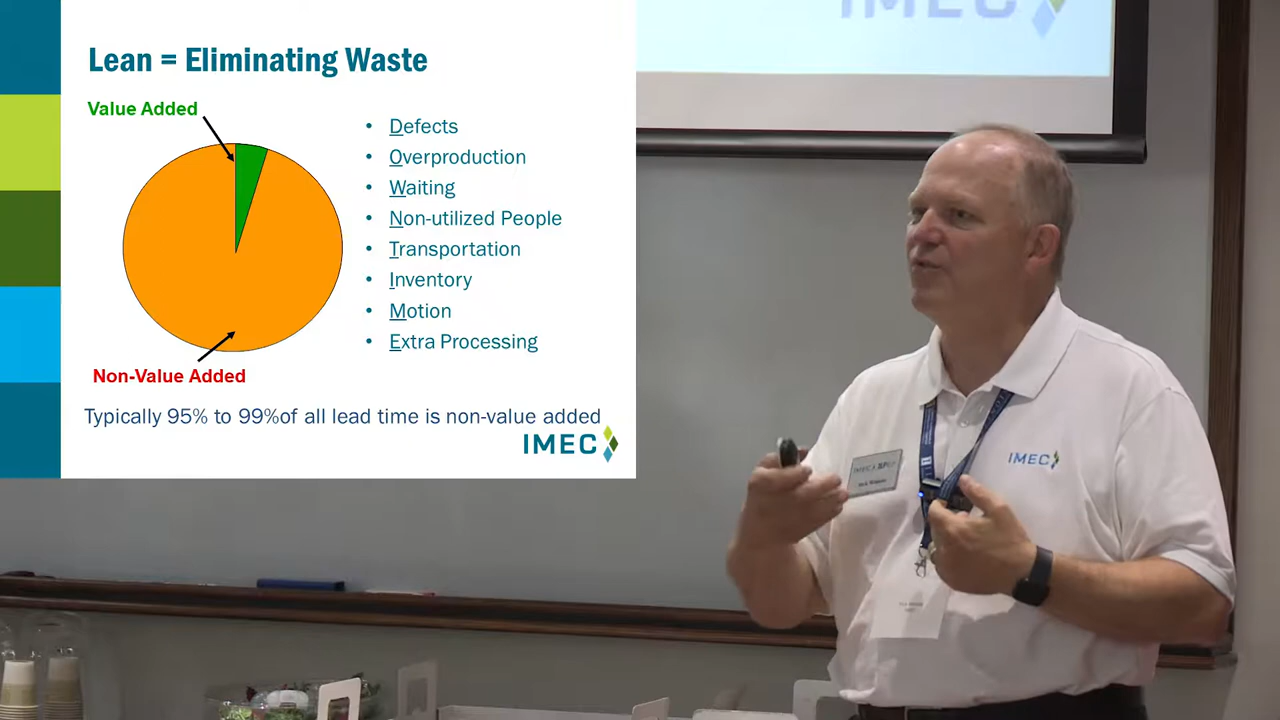 Lean = Eliminating Waste
Value Added
• Defects
• Overproduction
• Waiting
• Non-utilized People
• Transportation
• Inventory
• Motion
• Extra Processing
Non-Value Added
Typically 95% to 99%of all lead time is non-value added
IMEC
IMEC
IMEC